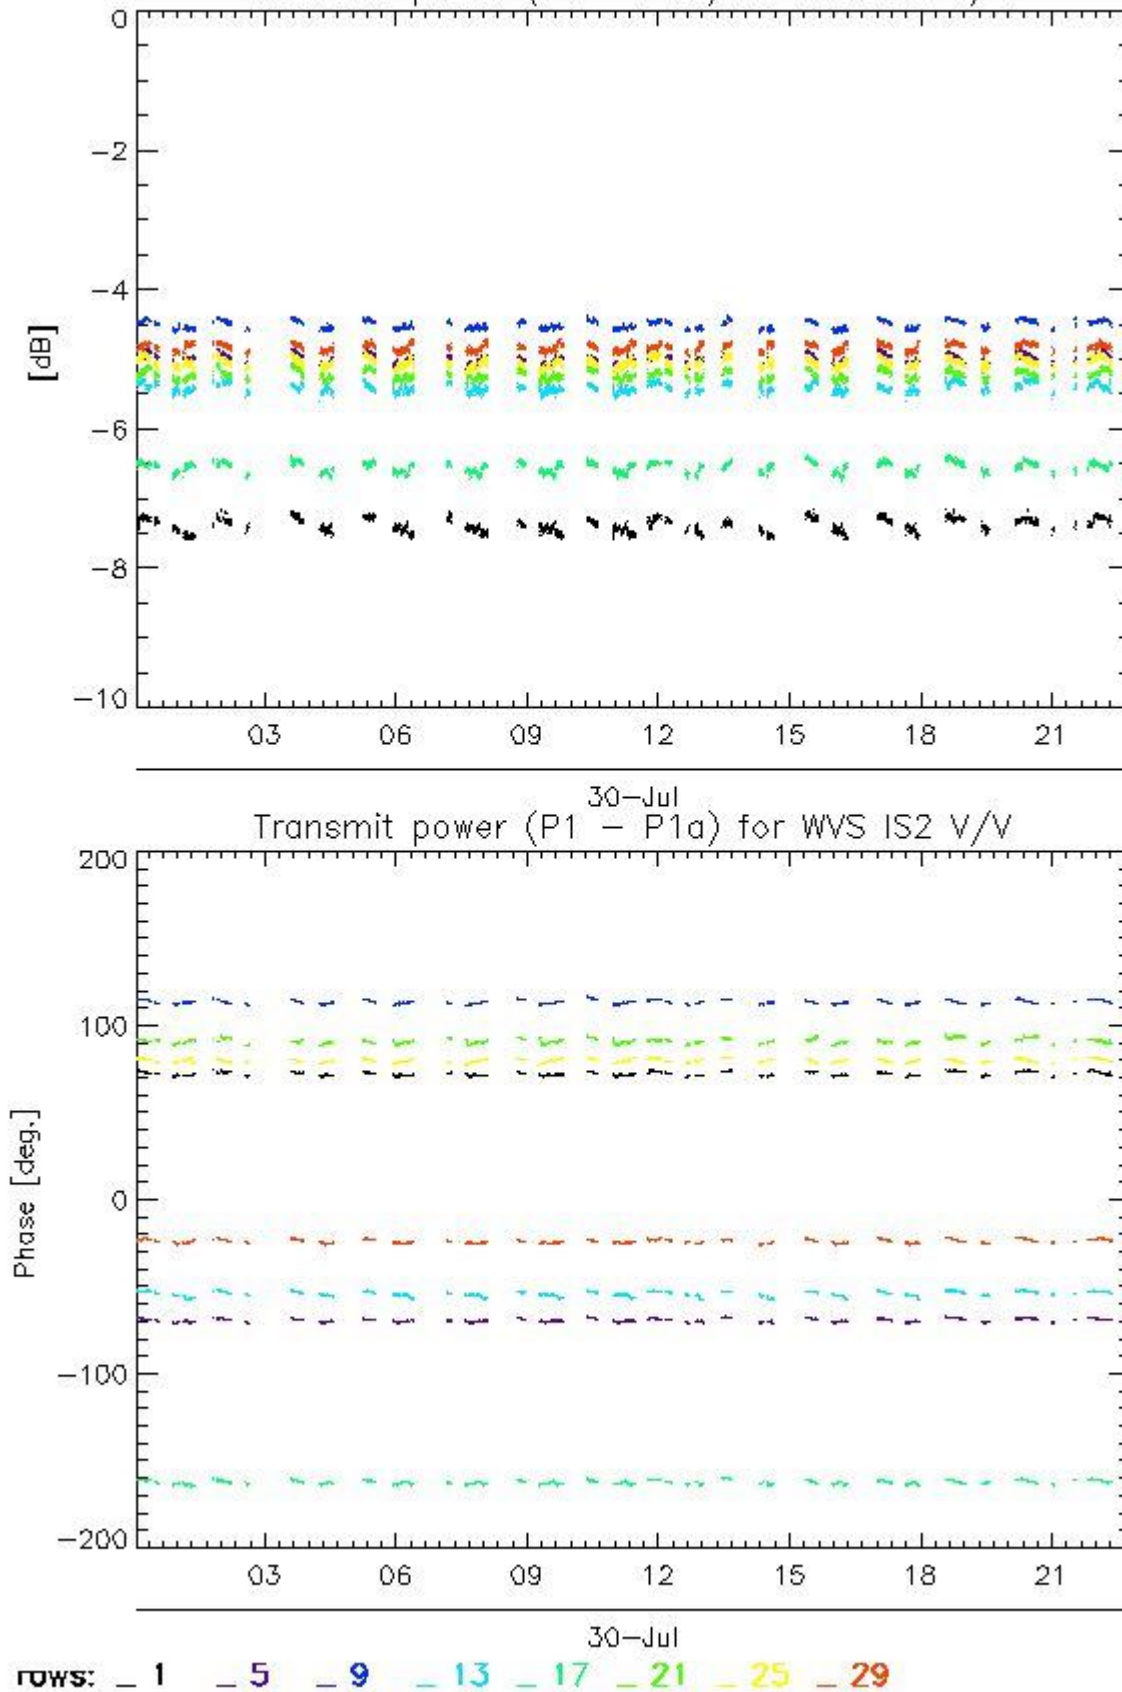 0
-2
-4
[dB]
-6
-8
-10
03 06 09 12 15 18 21
30-Jul
Transmit power (P1 - P1a) for WVS IS2 V/V
200
100
Phase [deg.]
0
-100
-200
03 06 09 12 15 18 21
30-Jul
rows: _ 1 _ 5 _ 9 _ 13 _ 17 _ 21 _ 25 _ 29